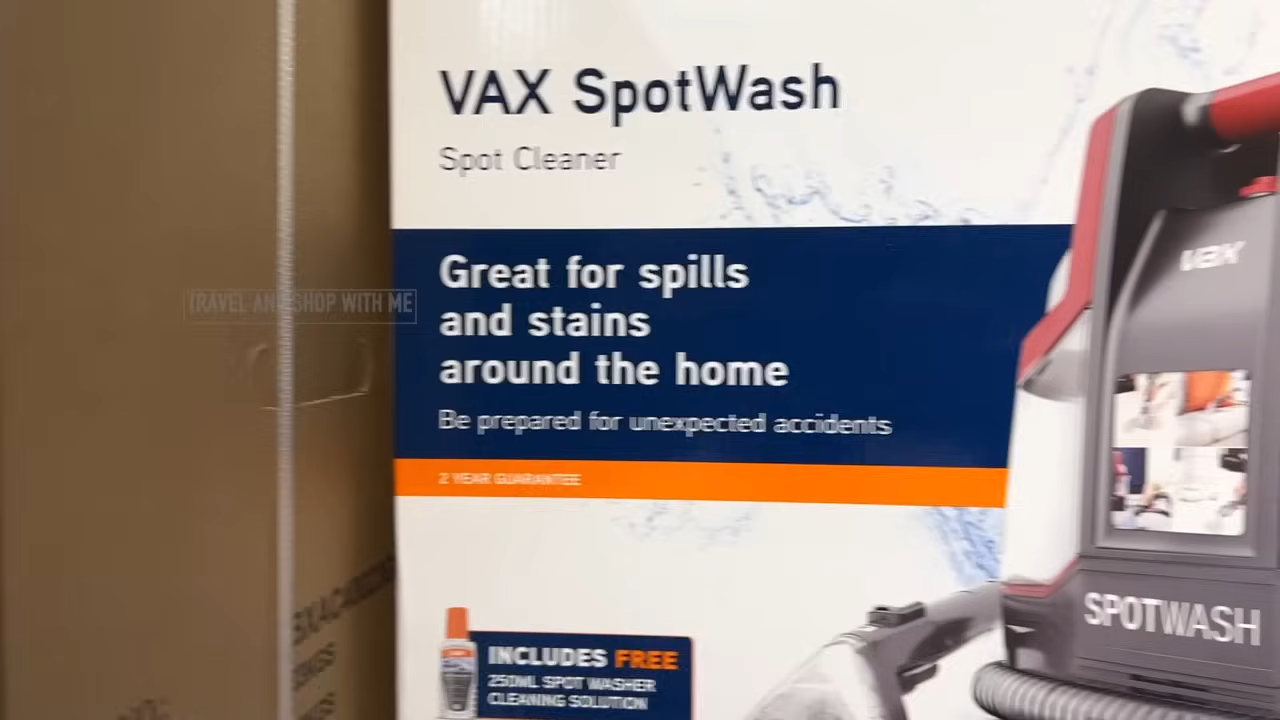 VAX SpotWash
Spot Cleaner
Great for spills
and stains
around the home
Be prepared for unexpected accidents
2 YEAR GUARANTEE
TRAVEL AND SHOP WITH ME
VAX
SPOTWASH
INCLUDES FREE
250ML SPOT WASHER
CLEANING SOLUTION